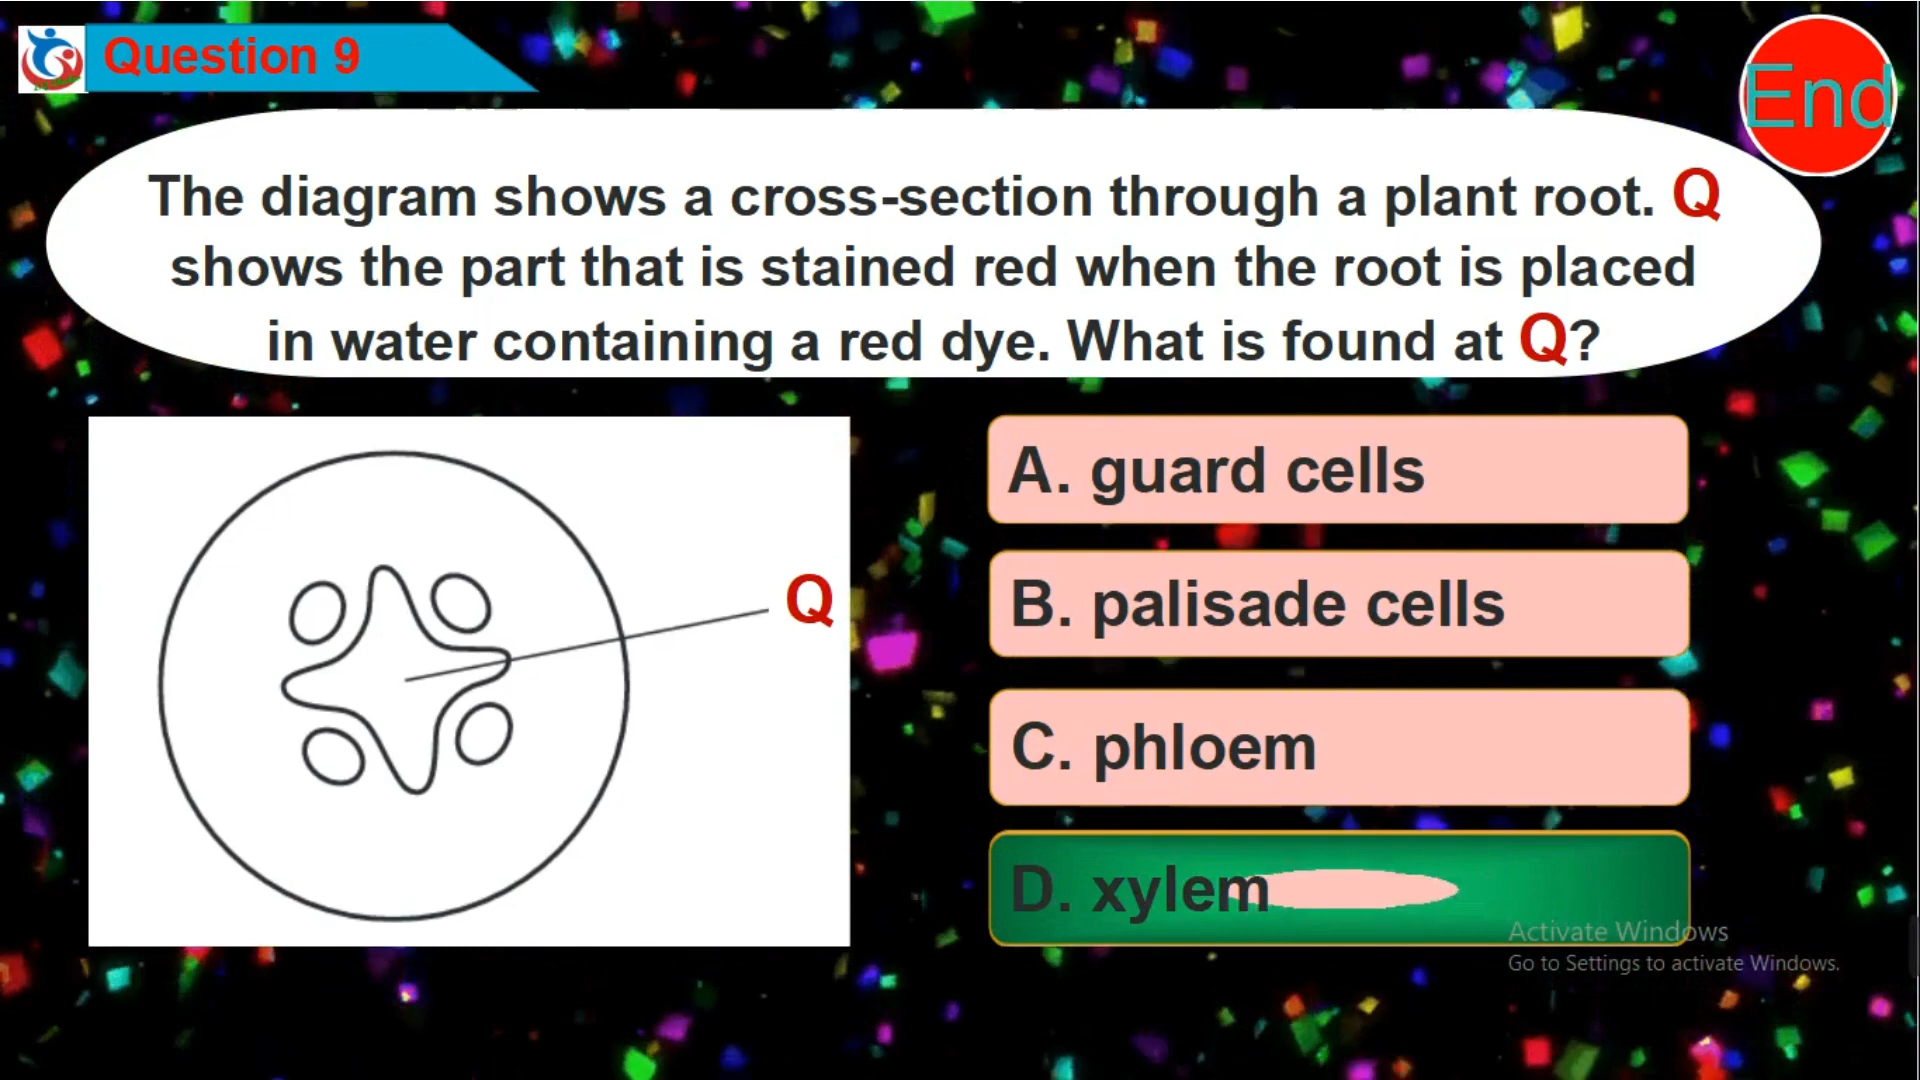 Question 9
End
The diagram shows a cross-section through a plant root. Q
shows the part that is stained red when the root is placed
in water containing a red dye. What is found at Q?
Q
A. guard cells
B. palisade cells
C. phloem
D. xylem
Activate Windows
Go to Settings to activate Windows.